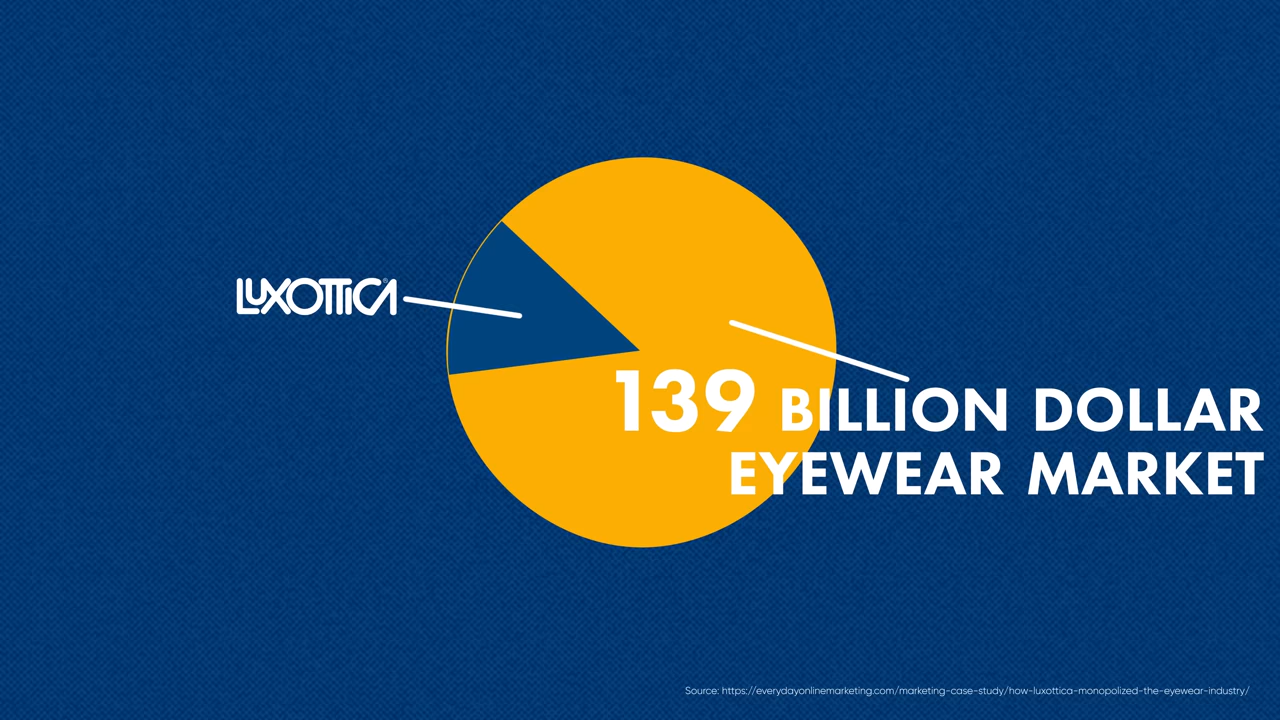 LUXOTTICA®
139 BILLION DOLLAR
EYEWEAR MARKET
Source: https://everydayonlinemarketing.com/marketing-case-study/how-luxottica-monopolized-the-eyewear-industry/